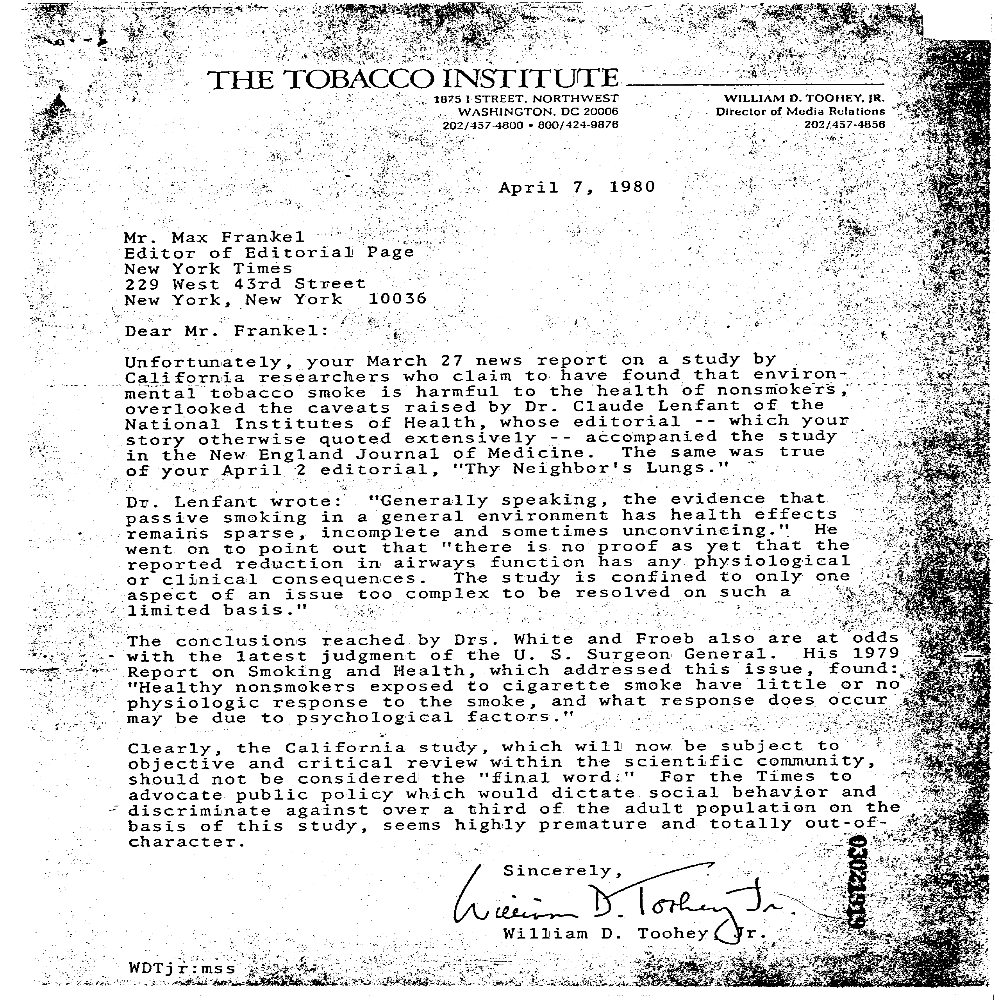 THE TOBACCO INSTITUTE
1875 I STREET, NORTHWEST
WASHINGTON, DC 20006
202/457-4800 • 800/424-9876
WILLIAM D. TOOHEY, JR.
Director of Media Relations
202/457-4856
April 7, 1980
Mr. Max Frankel
Editor of Editorial Page
New York Times
229 West 43rd Street
New York, New York 10036
Dear Mr. Frankel:
Unfortunately, your March 27 news report on a study by
California researchers who claim to have found that environ-
mental tobacco smoke is harmful to the health of nonsmokers,
overlooked the caveats raised by Dr. Claude Lenfant of the
National Institutes of Health, whose editorial -- which your
story otherwise quoted extensively -- accompanied the study
in the New England Journal of Medicine. The same was true
of your April 2 editorial, "Thy Neighbor's Lungs."
Dr. Lenfant wrote: "Generally speaking, the evidence that
passive smoking in a general environment has health effects
remains sparse, incomplete and sometimes unconvincing." He
went on to point out that "there is no proof as yet that the
reported reduction in airways function has any physiological
or clinical consequences. The study is confined to only one
aspect of an issue too complex to be resolved on such a
limited basis."
The conclusions reached by Drs. White and Froeb also are at odds
with the latest judgment of the U. S. Surgeon General. His 1979
Report on Smoking and Health, which addressed this issue, found:
"Healthy nonsmokers exposed to cigarette smoke have little or no
physiologic response to the smoke, and what response does occur
may be due to psychological factors."
Clearly, the California study, which will now be subject to
objective and critical review within the scientific community,
should not be considered the "final word." For the Times to
advocate public policy which would dictate social behavior and
discriminate against over a third of the adult population on the
basis of this study, seems highly premature and totally out-of-
character.
Sincerely,
William D. Toohey Jr.
William D. Toohey Jr.
WDTjr:mss
03021919